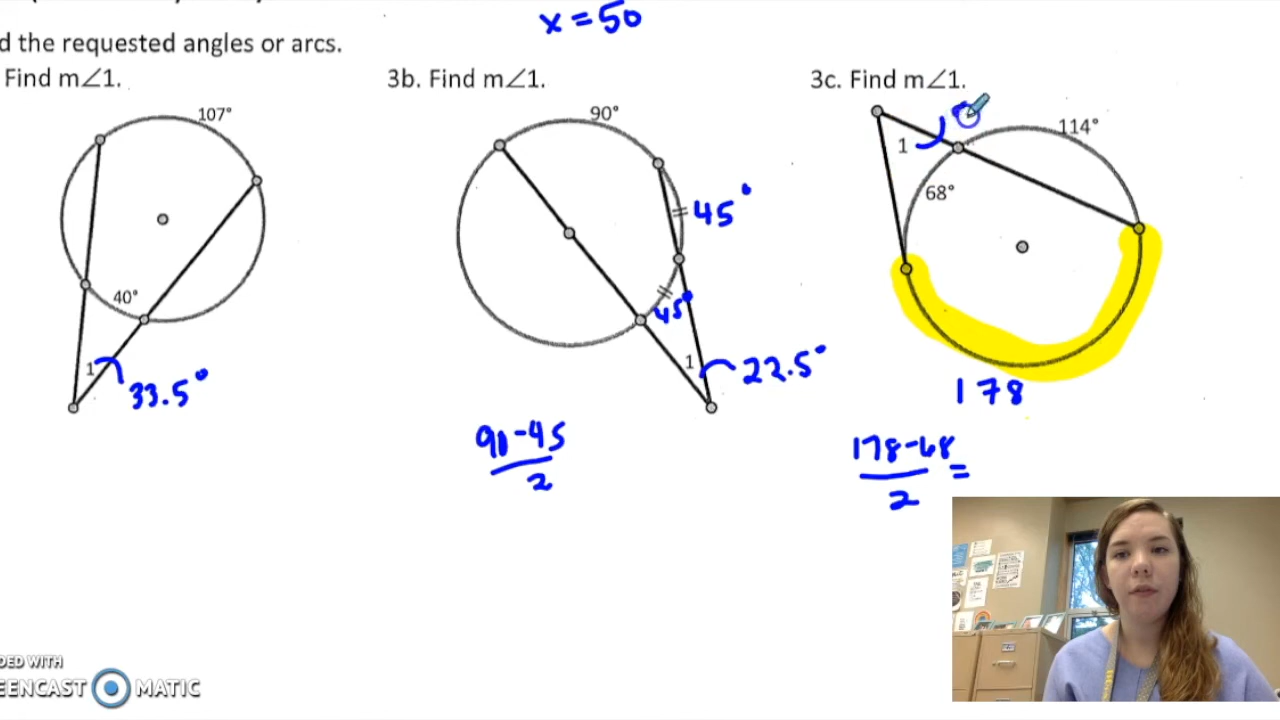 x = 50
d the requested angles or arcs.
Find m∠1.
107°
40°
1
33.5°
3b. Find m∠1.
90°
45°
45°
1
22.5°
90-45
2
3c. Find m∠1.
114°
1
68°
178
178-68
2
=
DED WITH
EENCAST MATIC